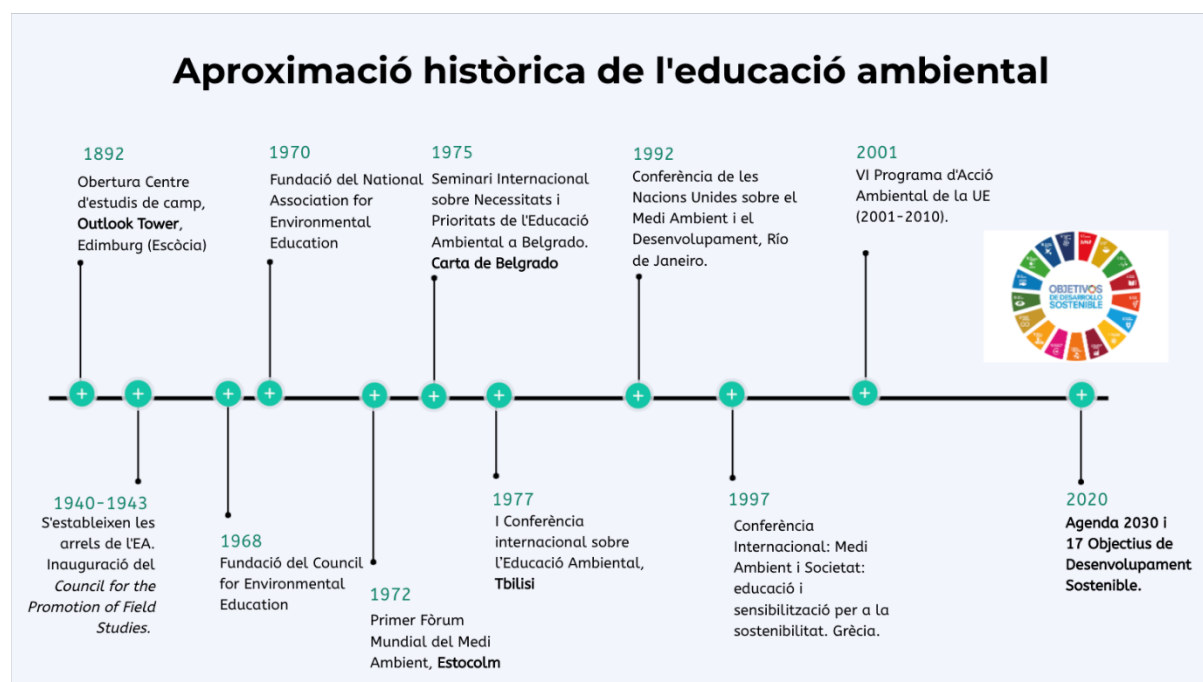 Aproximació històrica de l'educació ambiental
1892
Obertura Centre
d'estudis de camp,
Outlook Tower,
Edimburg (Escòcia)
1940-1943
S'estableixen les
arrels de l'EA.
Inauguració del
Council for the
Promotion of Field
Studies.
1968
Fundació del Council
for Environmental
Education
1970
Fundació del National
Association for
Environmental
Education
1972
Primer Fòrum
Mundial del Medi
Ambient, Estocolm
1975
Seminari Internacional
sobre Necessitats i
Prioritats de l'Educació
Ambiental a Belgrado.
Carta de Belgrado
1977
I Conferència
internacional sobre
l'Educació Ambiental,
Tbilisi
1992
Conferència de les
Nacions Unides sobre el
Medi Ambient i el
Desenvolupament, Río
de Janeiro.
1997
Conferència
Internacional: Medi
Ambient i Societat:
educació i
sensibilització per a la
sostenibilitat. Grècia.
2001
VI Programa d'Acció
Ambiental de la UE
(2001-2010).
OBJETIVOS
DE DESARROLLO
SOSTENIBLE
2020
Agenda 2030 i
17 Objectius de
Desenvolupament
Sostenible.